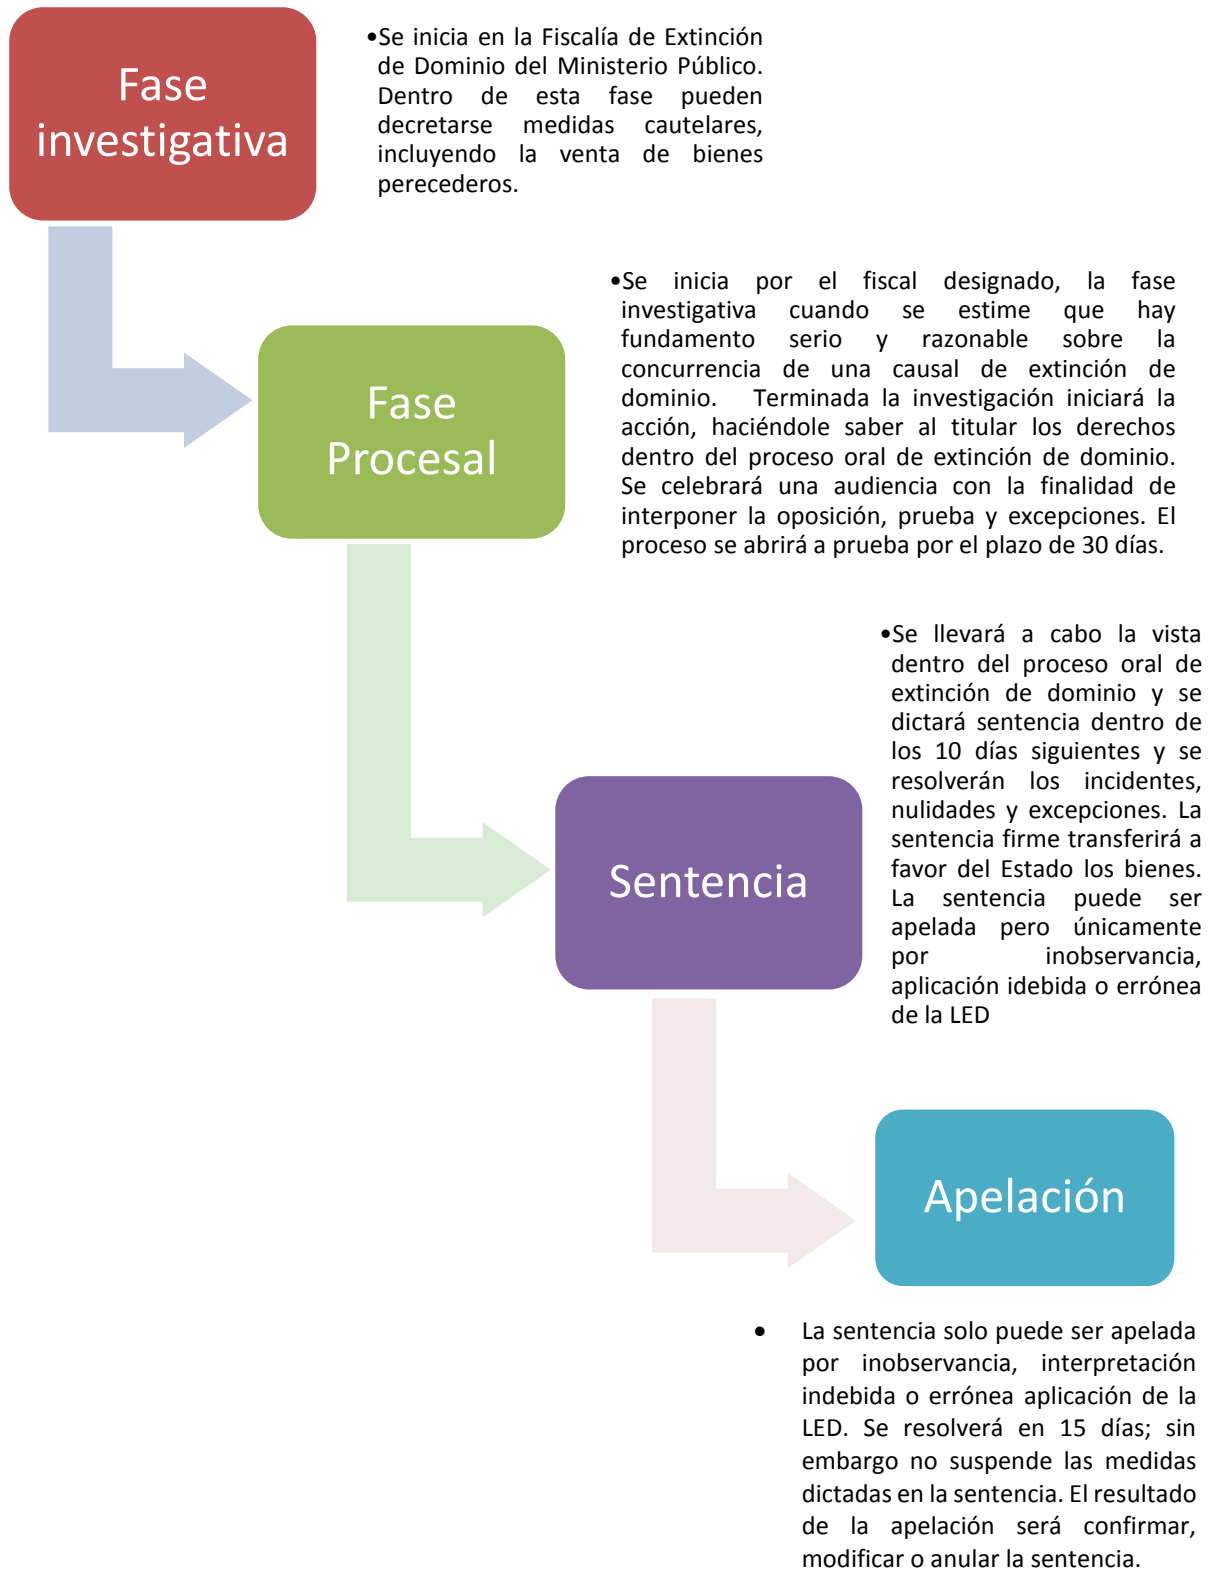 Fase
investigativa
•Se inicia en la Fiscalía de Extinción
de Dominio del Ministerio Público.
Dentro de esta fase pueden
decretarse medidas cautelares,
incluyendo la venta de bienes
perecederos.
Fase
Procesal
•Se inicia por el fiscal designado, la fase
investigativa cuando se estime que hay
fundamento serio y razonable sobre la
concurrencia de una causal de extinción de
dominio. Terminada la investigación iniciará la
acción, haciéndole saber al titular los derechos
dentro del proceso oral de extinción de dominio.
Se celebrará una audiencia con la finalidad de
interponer la oposición, prueba y excepciones. El
proceso se abrirá a prueba por el plazo de 30 días.
Sentencia
•Se llevará a cabo la vista
dentro del proceso oral de
extinción de dominio y se
dictará sentencia dentro de
los 10 días siguientes y se
resolverán los incidentes,
nulidades y excepciones. La
sentencia firme transferirá a
favor del Estado los bienes.
La sentencia puede ser
apelada pero únicamente
por inobservancia,
aplicación idebida o errónea
de la LED
Apelación
• La sentencia solo puede ser apelada
por inobservancia, interpretación
indebida o errónea aplicación de la
LED. Se resolverá en 15 días; sin
embargo no suspende las medidas
dictadas en la sentencia. El resultado
de la apelación será confirmar,
modificar o anular la sentencia.